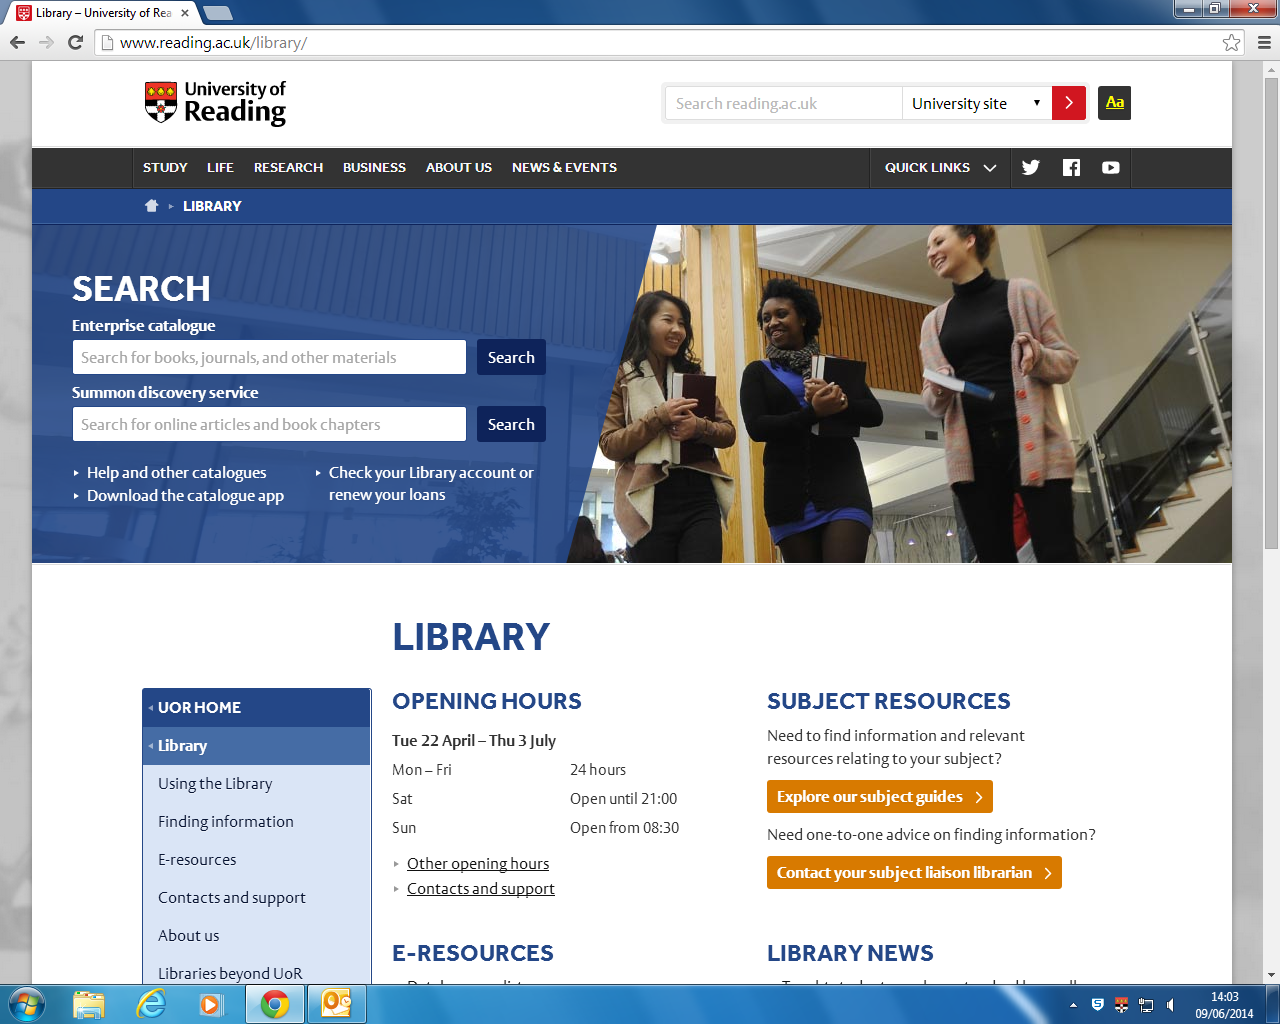 Library – University of Rea
www.reading.ac.uk/library/
University of
Reading
Search reading.ac.uk
University site
Aa
STUDY LIFE RESEARCH BUSINESS ABOUT US NEWS & EVENTS QUICK LINKS
LIBRARY
SEARCH
Enterprise catalogue
Search for books, journals, and other materials Search
Summon discovery service
Search for online articles and book chapters Search
Help and other catalogues
Download the catalogue app
Check your Library account or
renew your loans
LIBRARY
UOR HOME
Library
Using the Library
Finding information
E-resources
Contacts and support
About us
Libraries beyond UoR
OPENING HOURS
Tue 22 April – Thu 3 July
Mon – Fri 24 hours
Sat Open until 21:00
Sun Open from 08:30
Other opening hours
Contacts and support
SUBJECT RESOURCES
Need to find information and relevant
resources relating to your subject?
Explore our subject guides
Need one-to-one advice on finding information?
Contact your subject liaison librarian
E-RESOURCES
LIBRARY NEWS
14:03
09/06/2014